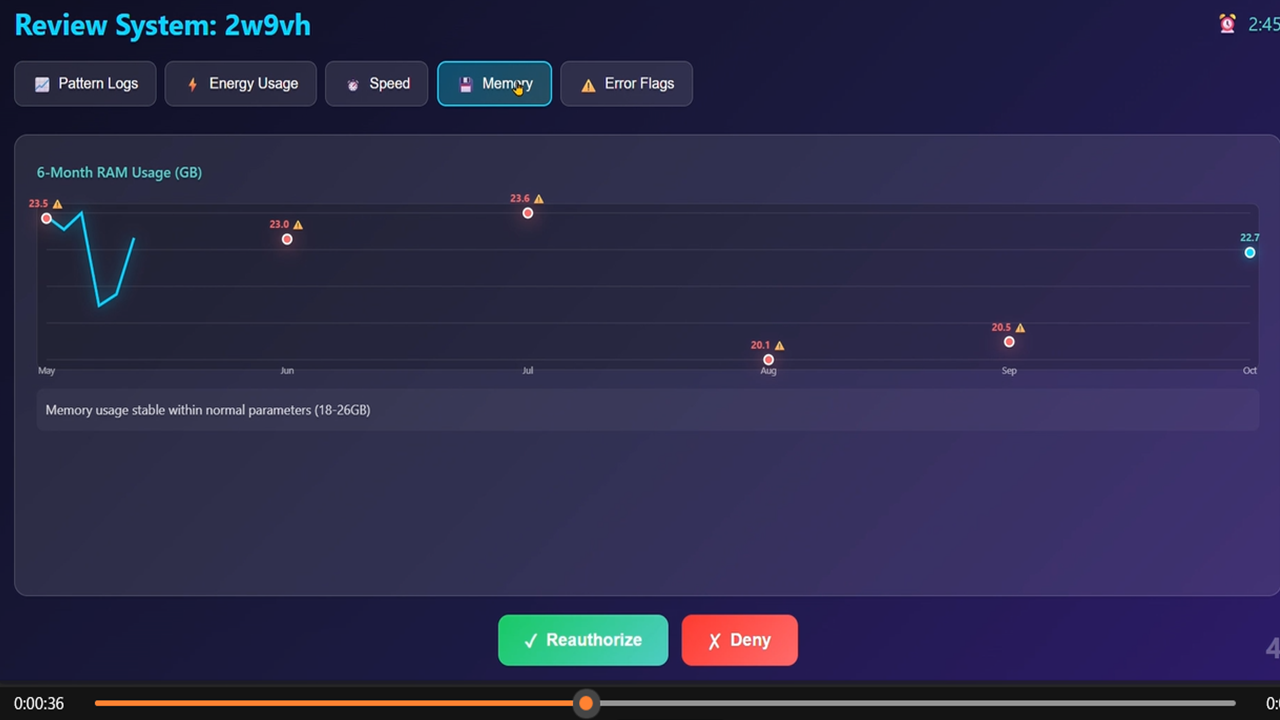 Review System: 2w9vh
2:45
Pattern Logs
Energy Usage
Speed
Memory
Error Flags
6-Month RAM Usage (GB)
23.5
23.0
23.6
20.1
20.5
22.7
May
Jun
Jul
Aug
Sep
Oct
Memory usage stable within normal parameters (18-26GB)
✓ Reauthorize
✗ Deny
4
0:00:36
0: